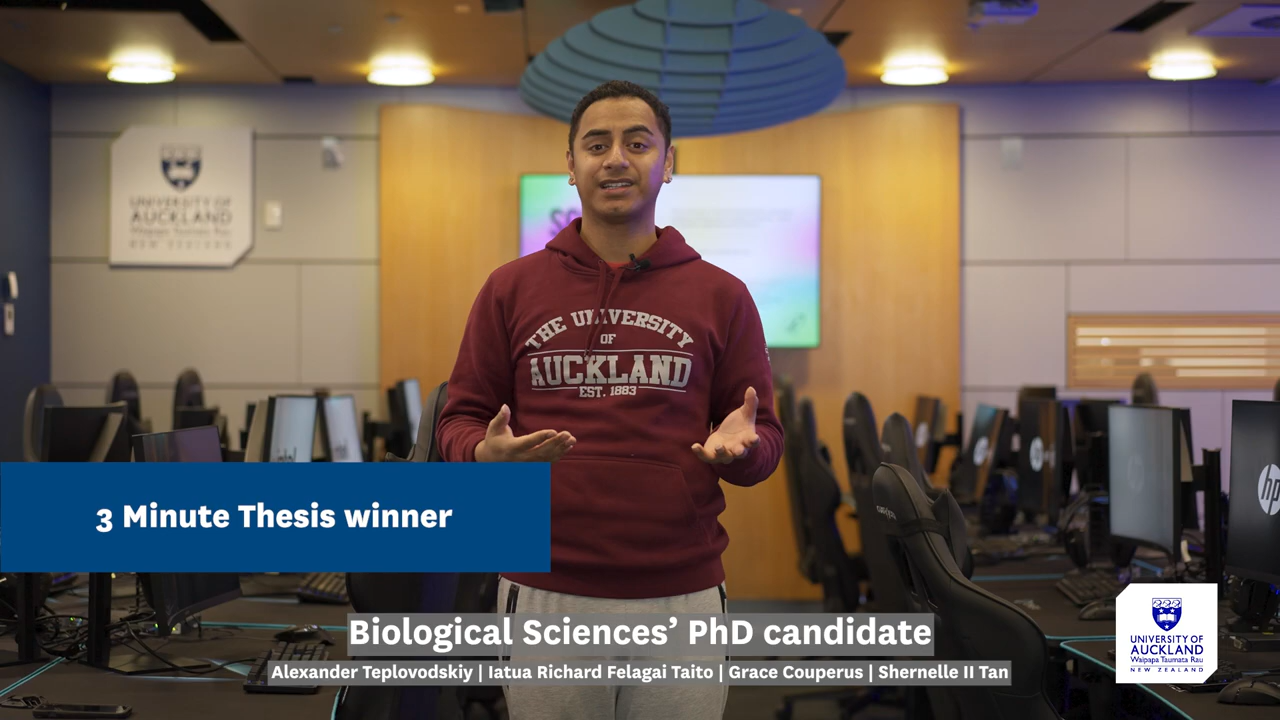 UNIVERSITY OF
AUCKLAND
Waipapa Taumata Rau
NEW ZEALAND
THE UNIVERSITY
OF
AUCKLAND
EST. 1883
hp
3 Minute Thesis winner
Biological Sciences’ PhD candidate
Alexander Teplovodskiy | Iatua Richard Felagai Taito | Grace Couperus | Shernelle II Tan
UNIVERSITY OF
AUCKLAND
Waipapa Taumata Rau
NEW ZEALAND